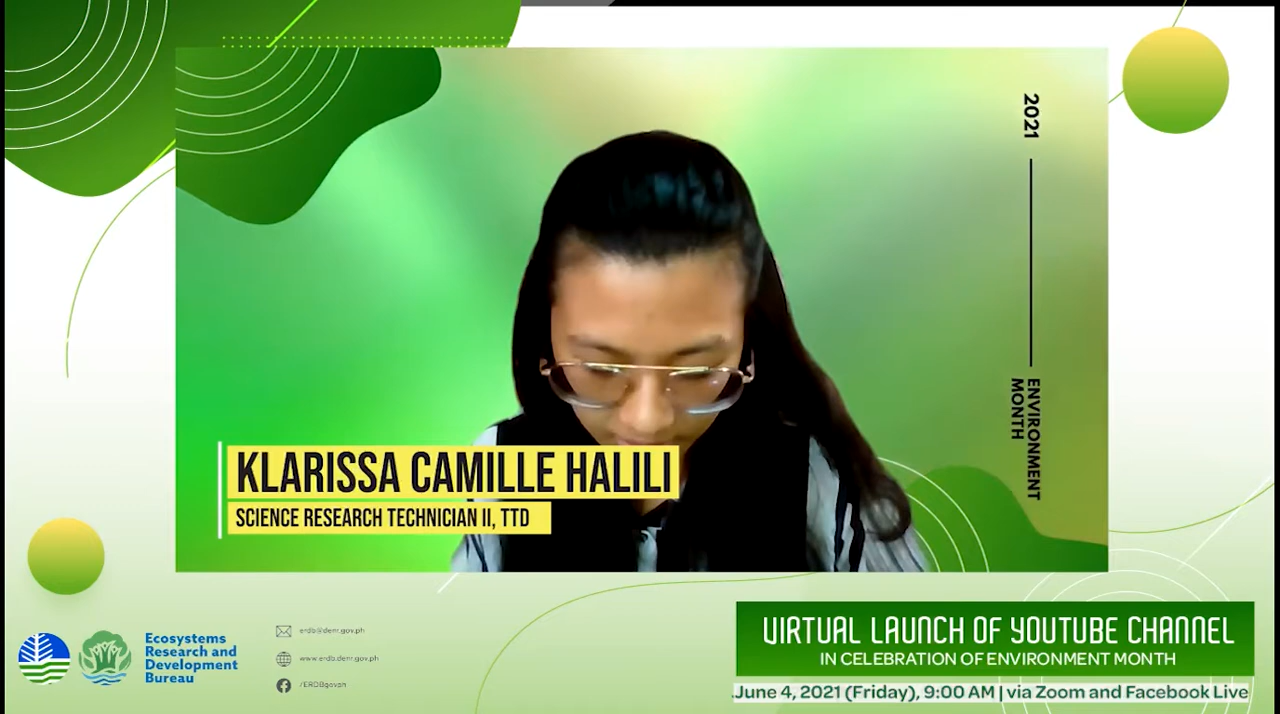 2021
ENVIRONMENT
MONTH
KLARISSA CAMILLE HALILI
SCIENCE RESEARCH TECHNICIAN II, TTD
Ecosystems
Research and
Development
Bureau
erdb@denr.gov.ph
www.erdb.denr.gov.ph
/ERDBgovph
VIRTUAL LAUNCH OF YOUTUBE CHANNEL
IN CELEBRATION OF ENVIRONMENT MONTH
June 4, 2021 (Friday), 9:00 AM | via Zoom and Facebook Live